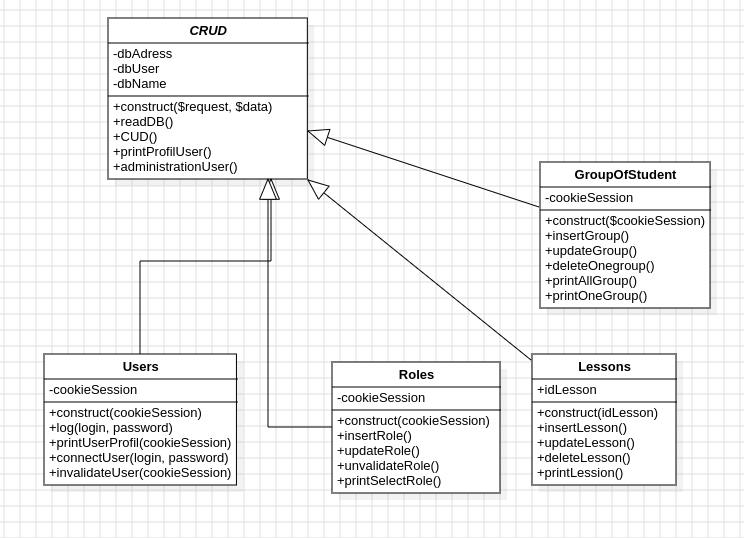 CRUD
-dbAdress
-dbUser
-dbName
+construct($request, $data)
+readDB()
+CUD()
+printProfilUser()
+administrationUser()
GroupOfStudent
-cookieSession
+construct($cookieSession)
+insertGroup()
+updateGroup()
+deleteOnegroup()
+printAllGroup()
+printOneGroup()
Users
-cookieSession
+construct(cookieSession)
+log(login, password)
+printUserProfil(cookieSession)
+connectUser(login, password)
+invalidateUser(cookieSession)
Roles
-cookieSession
+construct(cookieSession)
+insertRole()
+updateRole()
+unvalidateRole()
+printSelectRole()
Lessons
+idLesson
+construct(idLesson)
+insertLesson()
+updateLesson()
+deleteLesson()
+printLession()